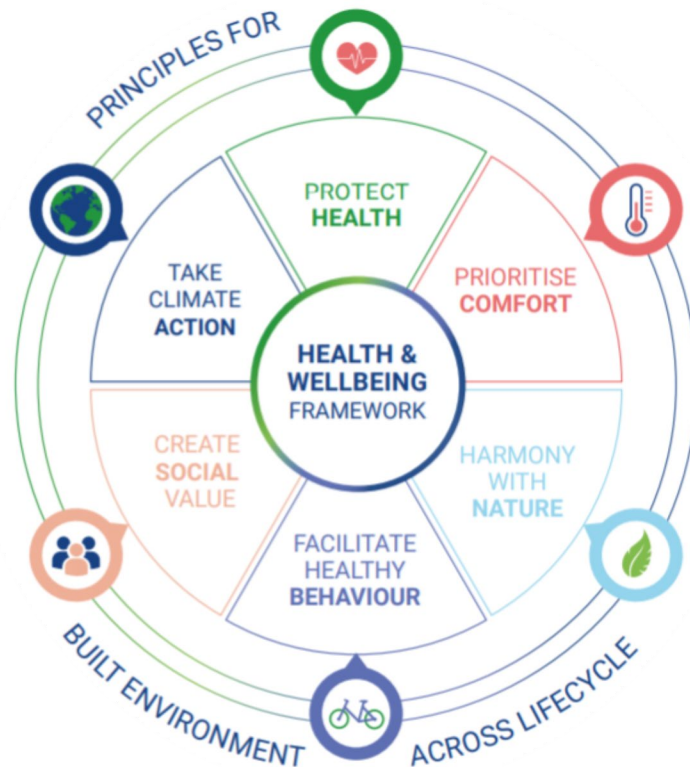 PRINCIPLES FOR
PROTECT
HEALTH
PRIORITISE
COMFORT
HARMONY
WITH
NATURE
FACILITATE
HEALTHY
BEHAVIOUR
CREATE
SOCIAL
VALUE
TAKE
CLIMATE
ACTION
HEALTH &
WELLBEING
FRAMEWORK
BUILT ENVIRONMENT
ACROSS LIFECYCLE